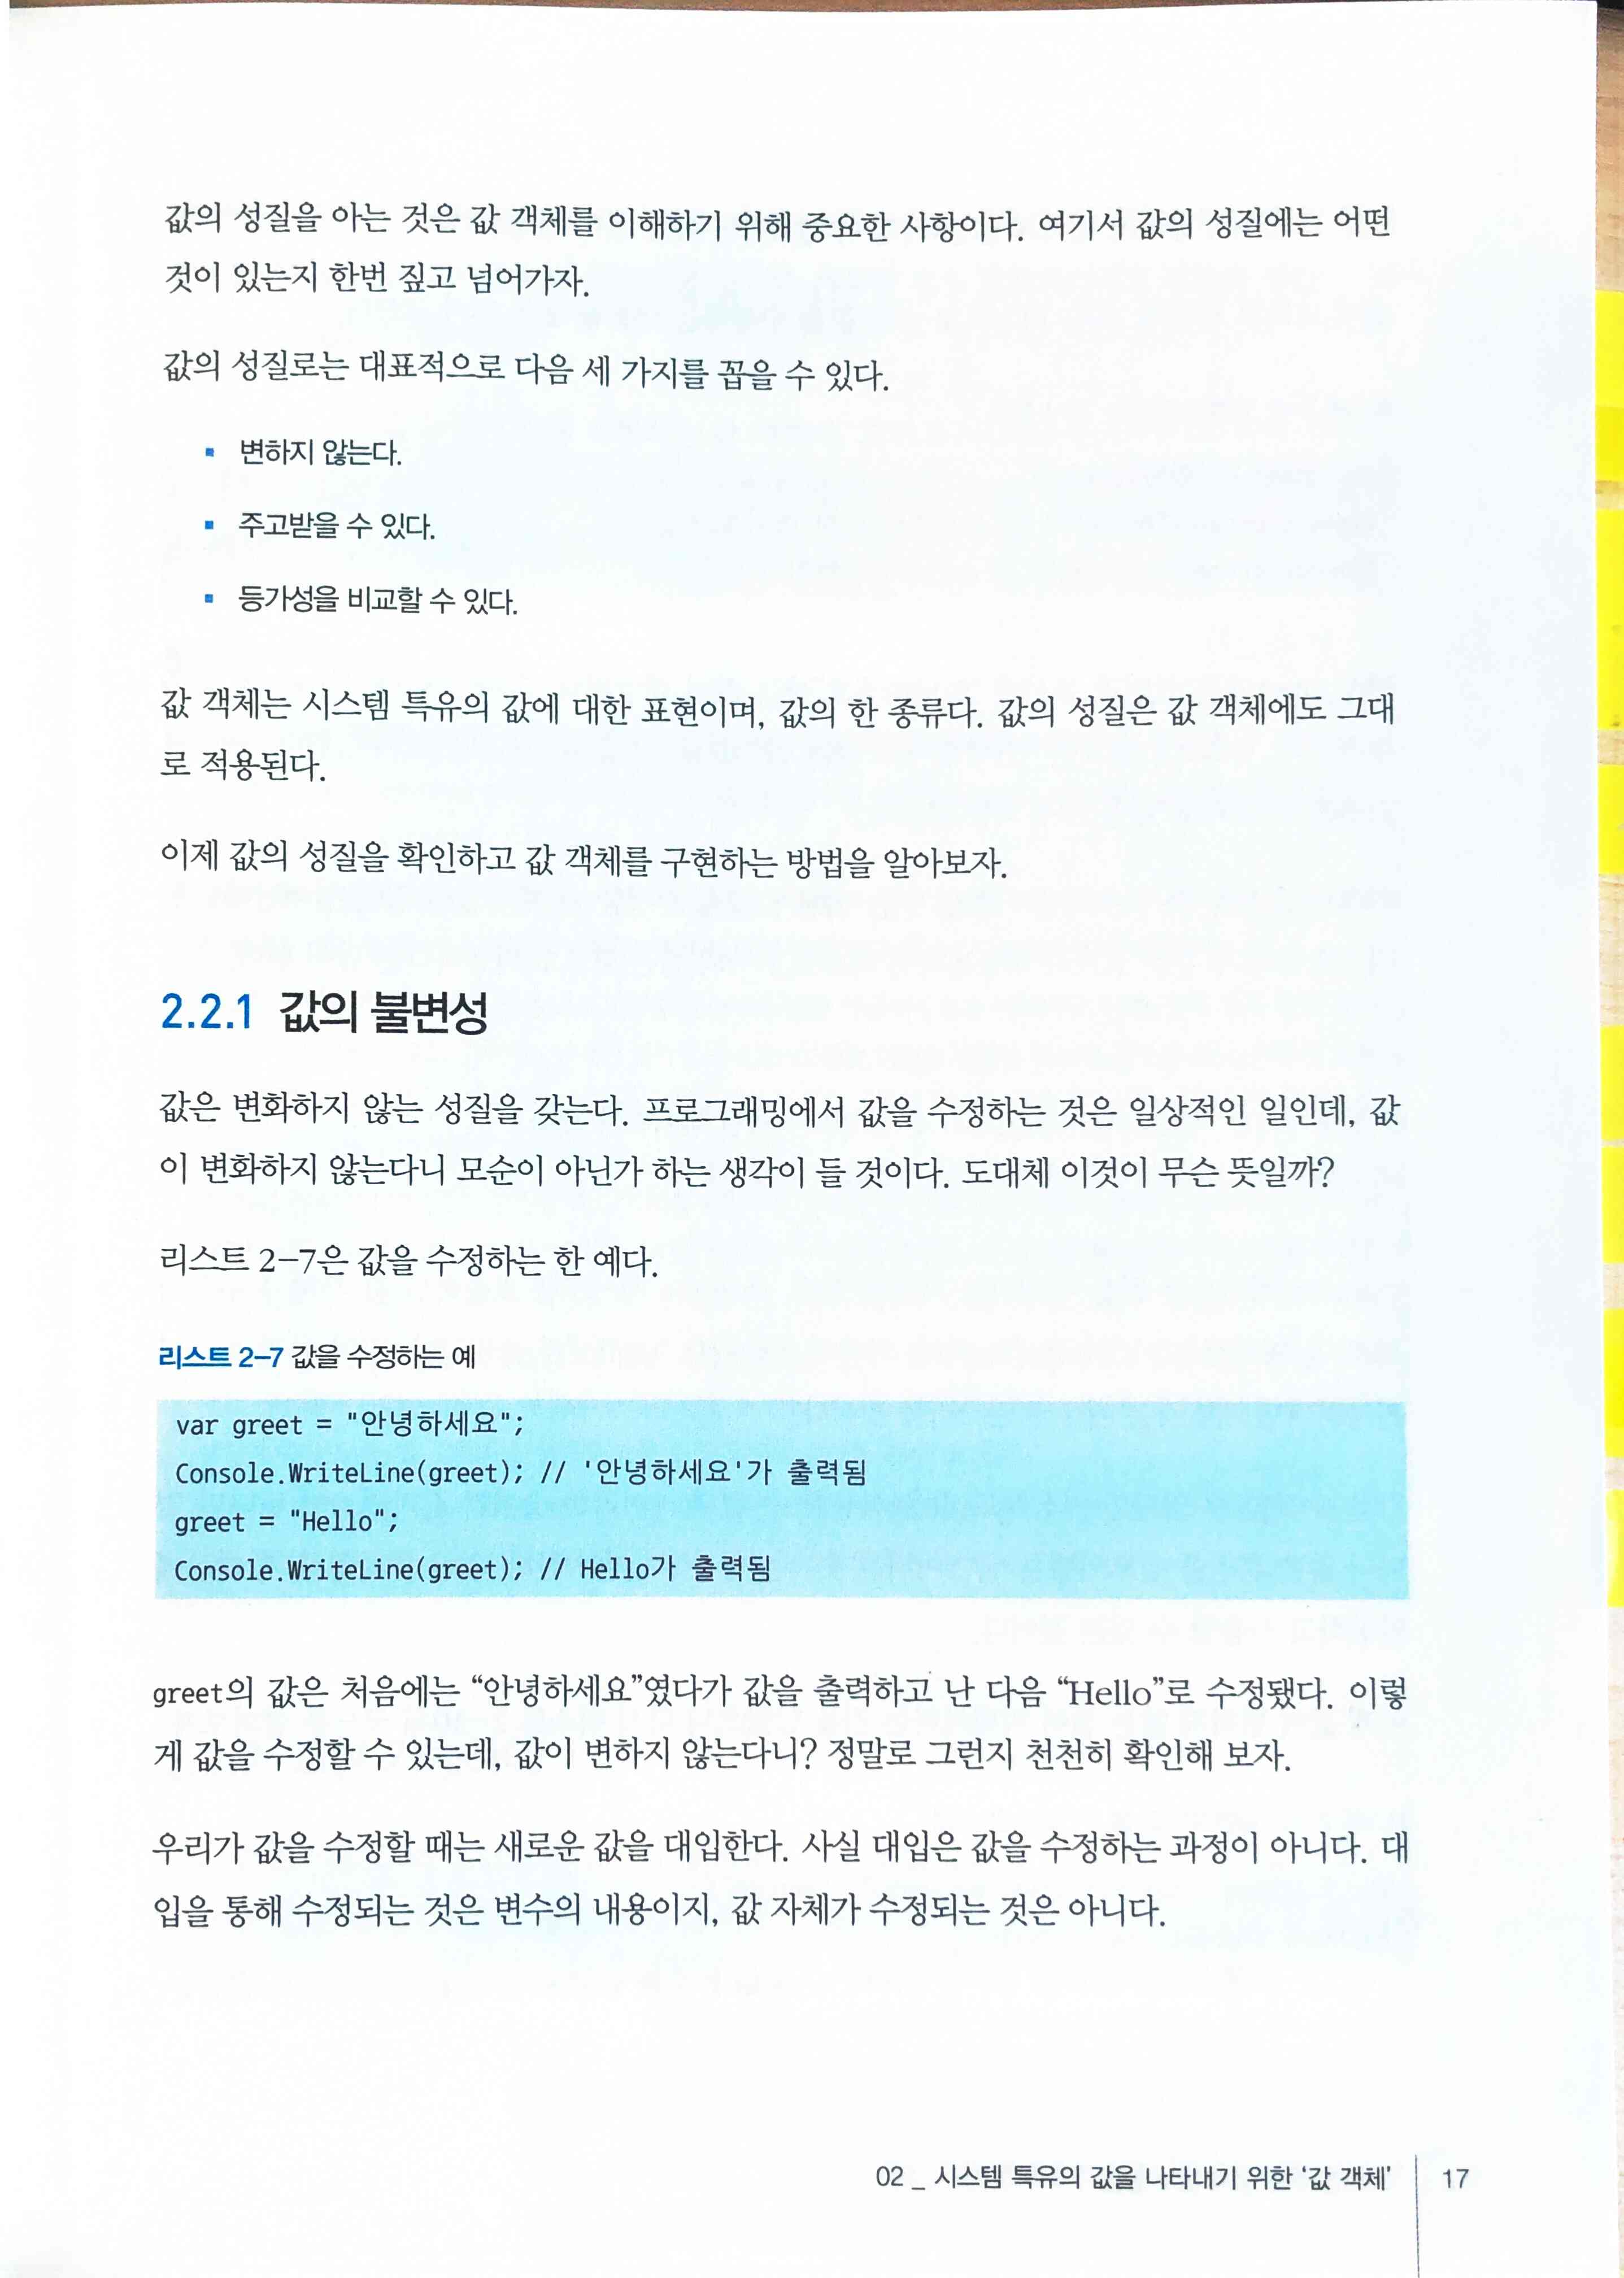 값의 성질을 아는 것은 값 객체를 이해하기 위해 중요한 사항이다. 여기서 값의 성질에는 어떤
것이 있는지 한번 짚고 넘어가자.
값의 성질로는 대표적으로 다음 세 가지를 꼽을 수 있다.
▪ 변하지 않는다.
▪ 주고받을 수 있다.
▪ 등가성을 비교할 수 있다.
값 객체는 시스템 특유의 값에 대한 표현이며, 값의 한 종류다. 값의 성질은 값 객체에도 그대
로 적용된다.
이제 값의 성질을 확인하고 값 객체를 구현하는 방법을 알아보자.
2.2.1 값의 불변성
값은 변화하지 않는 성질을 갖는다. 프로그래밍에서 값을 수정하는 것은 일상적인 일인데, 값
이 변화하지 않는다니 모순이 아닌가 하는 생각이 들 것이다. 도대체 이것이 무슨 뜻일까?
리스트 2-7은 값을 수정하는 한 예다.
리스트 2-7 값을 수정하는 예
var greet = "안녕하세요";
Console.WriteLine(greet); // '안녕하세요'가 출력됨
greet = "Hello";
Console.WriteLine(greet); // Hello가 출력됨
greet의 값은 처음에는 “안녕하세요”였다가 값을 출력하고 난 다음 “Hello”로 수정됐다. 이렇
게 값을 수정할 수 있는데, 값이 변하지 않는다니? 정말로 그런지 천천히 확인해 보자.
우리가 값을 수정할 때는 새로운 값을 대입한다. 사실 대입은 값을 수정하는 과정이 아니다. 대
입을 통해 수정되는 것은 변수의 내용이지, 값 자체가 수정되는 것은 아니다.
02 _ 시스템 특유의 값을 나타내기 위한 ‘값 객체’ 17